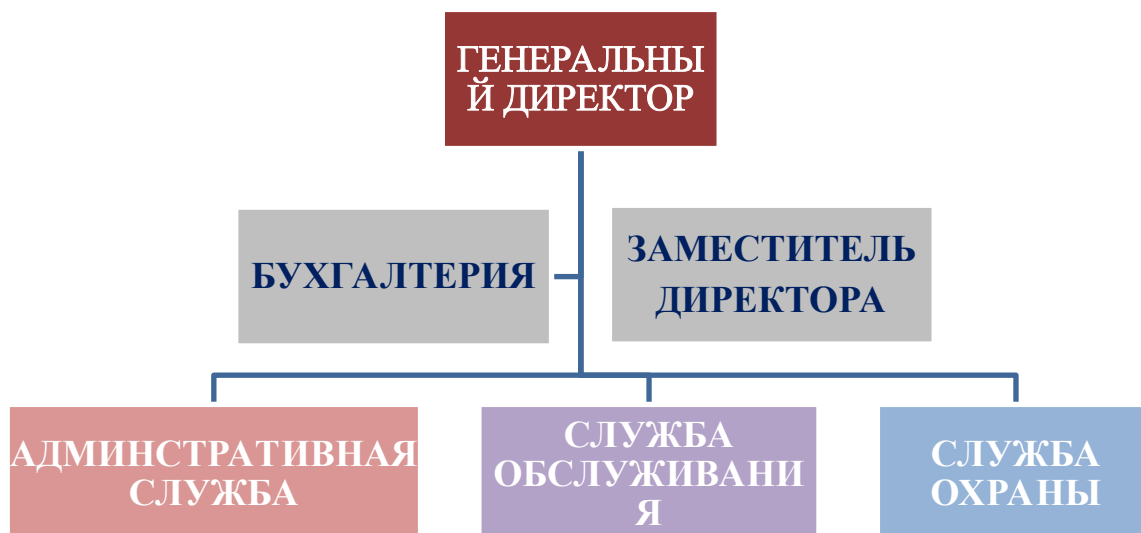 ГЕНЕРАЛЬНЫ
Й ДИРЕКТОР
БУХГАЛТЕРИЯ
ЗАМЕСТИТЕЛЬ
ДИРЕКТОРА
АДМИНСТРАТИВНАЯ
СЛУЖБА
СЛУЖБА
ОБСЛУЖИВАНИ
Я
СЛУЖБА
ОХРАНЫ